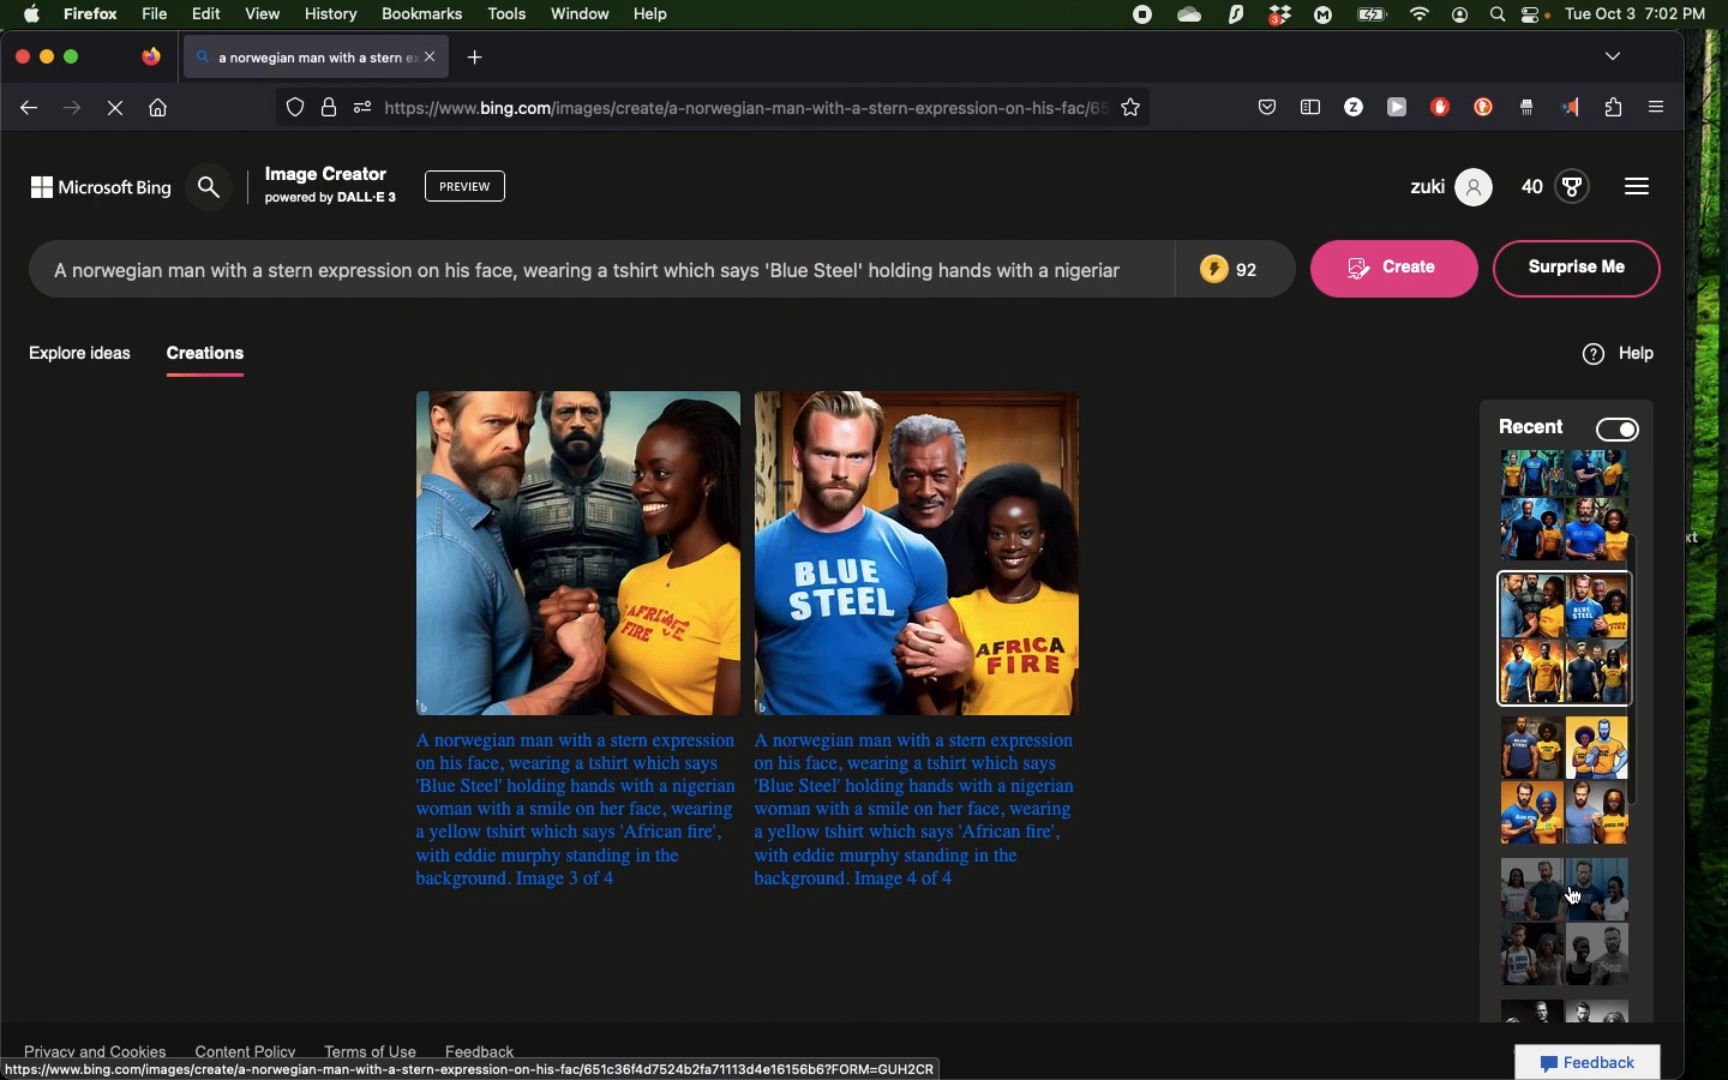 Firefox File Edit View History Bookmarks Tools Window Help
3
Tue Oct 3 7:02 PM
a norwegian man with a stern
https://www.bing.com/images/create/a-norwegian-man-with-a-stern-expression-on-his-fac/65
Microsoft Bing
Image Creator
powered by DALL·E 3
PREVIEW
zuki
40
A norwegian man with a stern expression on his face, wearing a tshirt which says 'Blue Steel' holding hands with a nigeriar
92
Create
Surprise Me
Explore ideas
Creations
Help
Recent
AFRICA
FIRE
BLUE
STEEL
AFRICA
FIRE
A norwegian man with a stern expression
on his face, wearing a tshirt which says
'Blue Steel' holding hands with a nigerian
woman with a smile on her face, wearing
a yellow tshirt which says 'African fire',
with eddie murphy standing in the
background. Image 3 of 4
A norwegian man with a stern expression
on his face, wearing a tshirt which says
'Blue Steel' holding hands with a nigerian
woman with a smile on her face, wearing
a yellow tshirt which says 'African fire',
with eddie murphy standing in the
background. Image 4 of 4
Privacy and Cookies Content Policy Terms of Use Feedback
Feedback
https://www.bing.com/images/create/a-norwegian-man-with-a-stern-expression-on-his-fac/651c36f4d7524b2fa71113d4e16156b6?FORM=GUH2CR